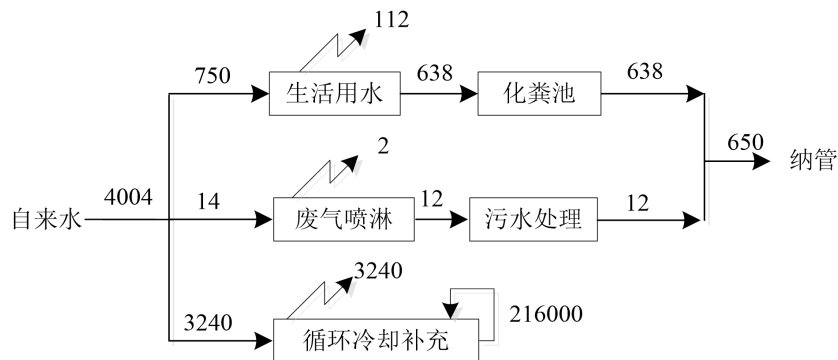 112
750
生活用水
638
化粪池
638
650
纳管
2
自来水
4004
14
废气喷淋
12
污水处理
12
3240
3240
循环冷却补充
216000